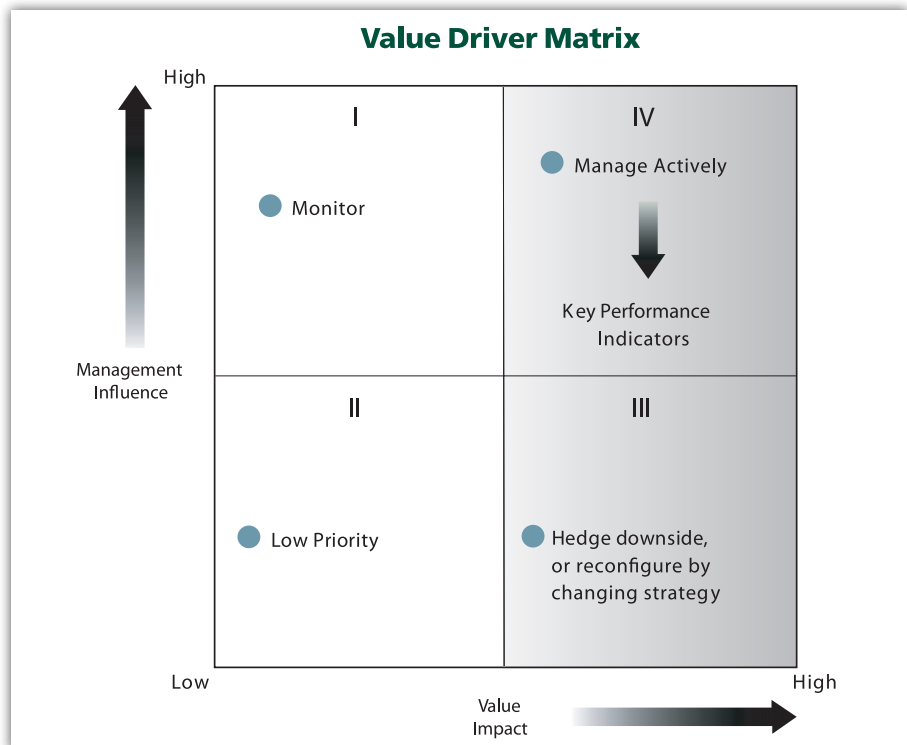 Value Driver Matrix
High
I
IV
Manage Actively
Monitor
Key Performance
Indicators
Management
Influence
II
III
Low Priority
Hedge downside,
or reconfigure by
changing strategy
Low
High
Value
Impact